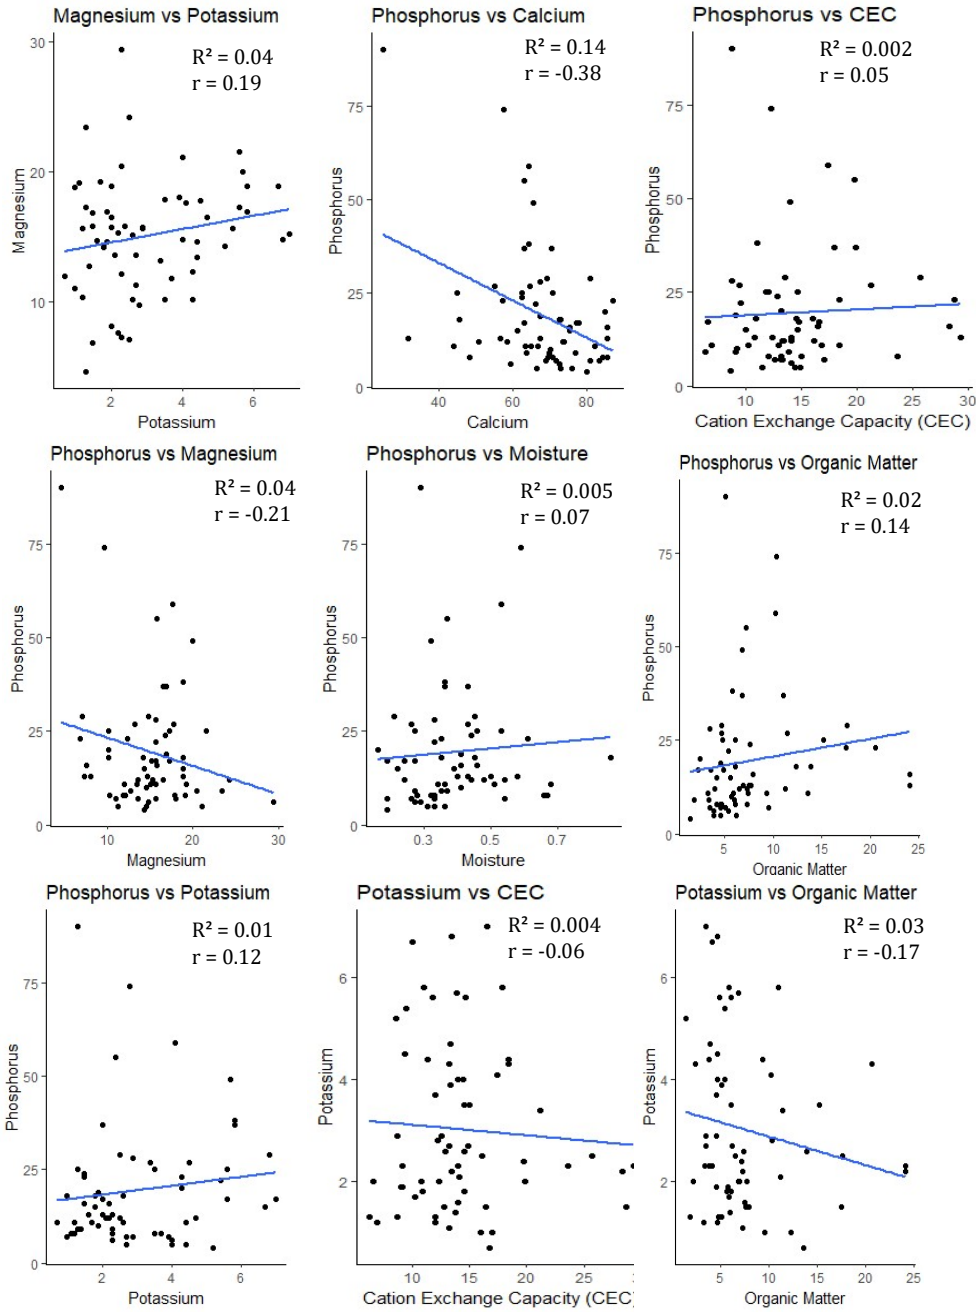 Magnesium vs Potassium
R² = 0.04
r = 0.19
30
20
10
Magnesium
2 4 6
Potassium
Phosphorus vs Calcium
R² = 0.14
r = -0.38
75
50
25
0
Phosphorus
40 60 80
Calcium
Phosphorus vs CEC
R² = 0.002
r = 0.05
75
50
25
0
Phosphorus
10 15 20 25 30
Cation Exchange Capacity (CEC)
Phosphorus vs Magnesium
R² = 0.04
r = -0.21
75
50
25
0
Phosphorus
10 20 30
Magnesium
Phosphorus vs Moisture
R² = 0.005
r = 0.07
75
50
25
0
Phosphorus
0.3 0.5 0.7
Moisture
Phosphorus vs Organic Matter
R² = 0.02
r = 0.14
75
50
25
0
Phosphorus
5 10 15 20 25
Organic Matter
Phosphorus vs Potassium
R² = 0.01
r = 0.12
75
50
25
0
Phosphorus
2 4 6
Potassium
Potassium vs CEC
R² = 0.004
r = -0.06
6
4
2
Potassium
10 15 20 25
Cation Exchange Capacity (CEC
Potassium vs Organic Matter
R² = 0.03
r = -0.17
6
4
2
Potassium
5 10 15 20 25
Organic Matter